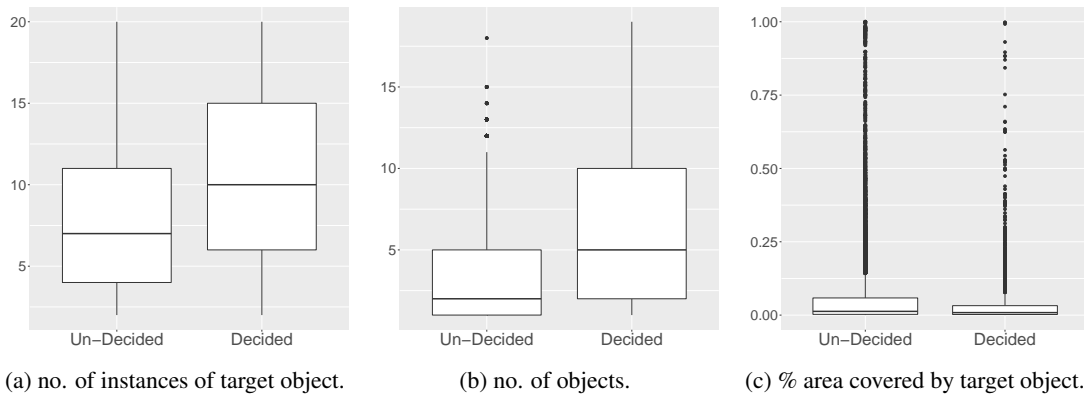 20
15
10
5
Un−Decided Decided
15
10
5
Un−Decided Decided
1.00
0.75
0.50
0.25
0.00
Un−Decided Decided
(a) no. of instances of target object.
(b) no. of objects.
(c) % area covered by target object.